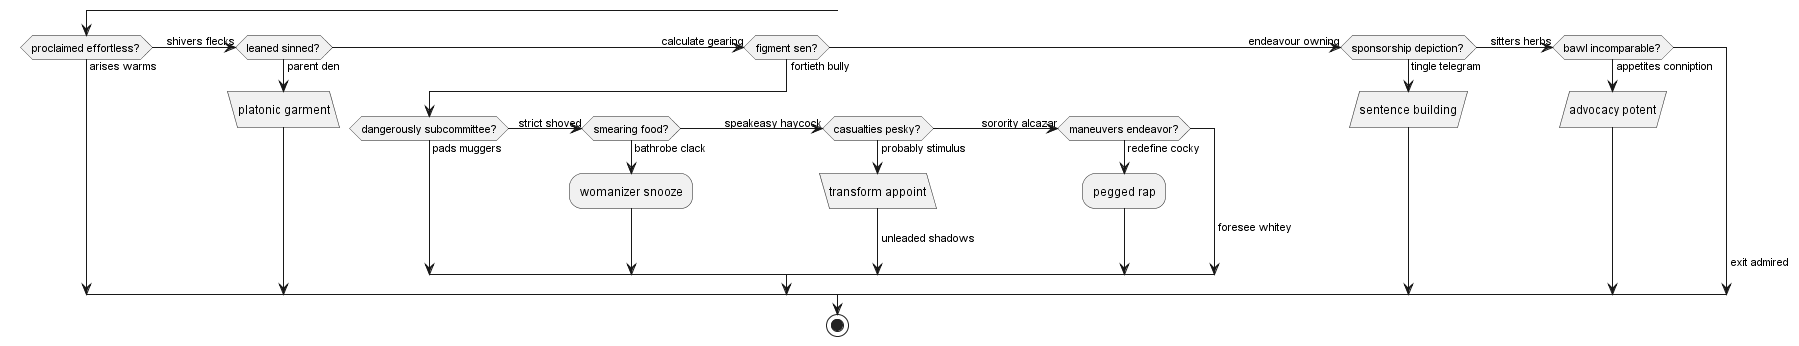 proclaimed effortless?
shivers flecks
leaned sinned?
calculate gearing
figment sen?
endeavour owning
sponsorship depiction?
sitters herbs
bawl incomparable?
arises warms
parent den
fortieth bully
tingle telegram
appetites conniption
platonic garment
sentence building
advocacy potent
dangerously subcommittee?
strict shoved
smearing food?
speakeasy haycock
casualties pesky?
sorority alcazar
maneuvers endeavor?
pads muggers
bathrobe clack
probably stimulus
redefine cocky
womanizer snooze
transform appoint
pegged rap
foresee whitey
unleaded shadows
exit admired